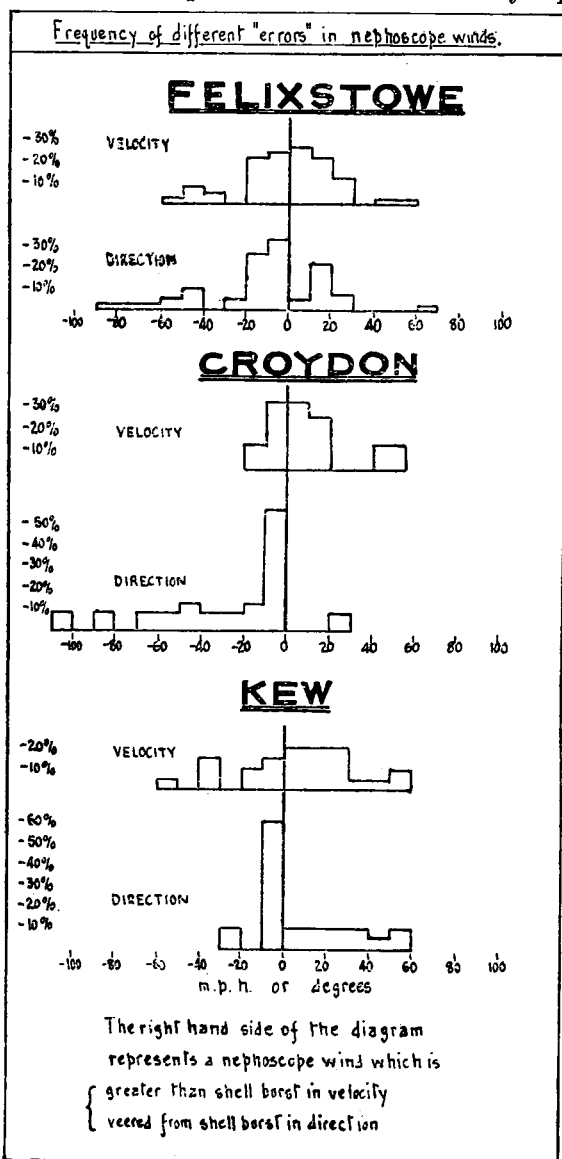 Frequency of different "errors" in nephoscope winds.
FELIXSTOWE
-30%
VELOCITY
-20%
-10%
-30%
-20%
DIRECTION
-10%
-100 -80 -60 -40 -20 0 20 40 60 80 100
CROYDON
-30%
-20%
VELOCITY
-10%
-50%
-40%
-30%
-20%
DIRECTION
-10%
-100 -80 -60 -40 -20 0 20 40 60 80 100
KEW
-20%
VELOCITY
-10%
-60%
-50%
-40%
-30%
-20%
DIRECTION
-10%
-100 -80 -60 -40 -20 0 20 40 60 80 100
m.p.h. or degrees
The right hand side of the diagram
represents a nephoscope wind which is
greater than shell burst in velocity
veered from shell burst in direction